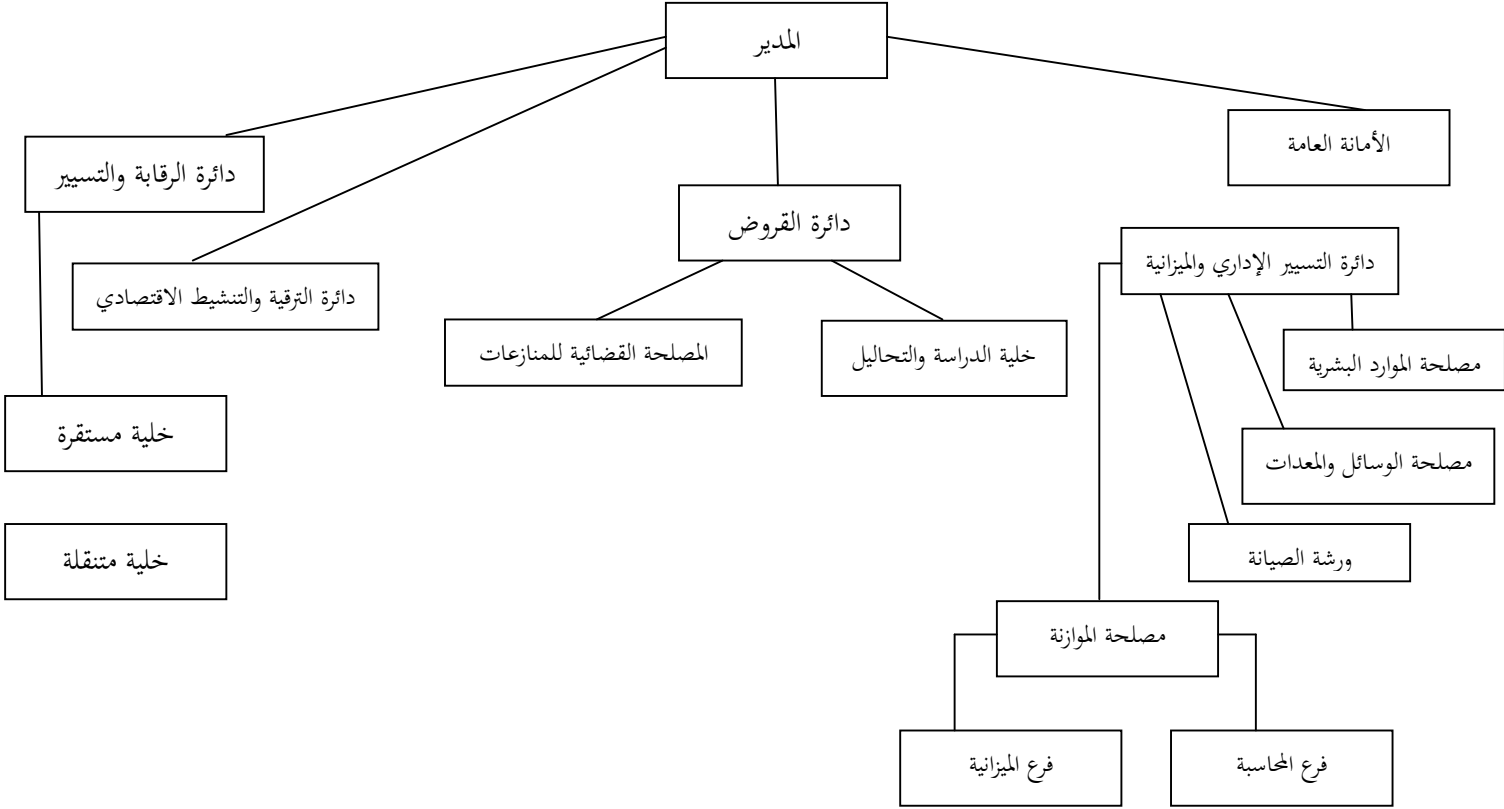 المدير
الأمانة العامة
دائرة الرقابة والتسيير
دائرة القروض
دائرة التسيير الإداري والميزانية
دائرة الترقية والتنشيط الاقتصادي
خلية الدراسة والتحاليل
المصلحة القضائية للمنازعات
مصلحة الموارد البشرية
خلية مستقرة
مصلحة الوسائل والمعدات
ورشة الصيانة
خلية متنقلة
مصلحة الموازنة
فرع المحاسبة
فرع الميزانية